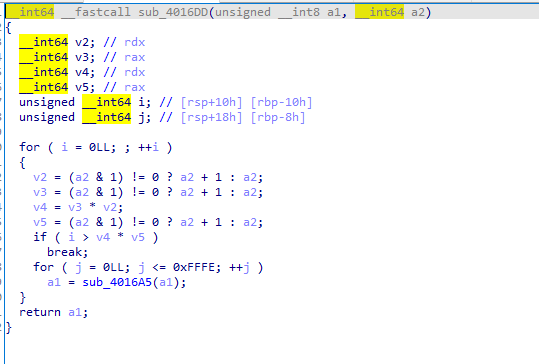 __int64 __fastcall sub_4016DD(unsigned __int8 a1, __int64 a2)
{
__int64 v2; // rdx
__int64 v3; // rax
__int64 v4; // rdx
__int64 v5; // rax
unsigned __int64 i; // [rsp+10h] [rbp-10h]
unsigned __int64 j; // [rsp+18h] [rbp-8h]
for ( i = 0LL; ; ++i )
{
v2 = (a2 & 1) != 0 ? a2 + 1 : a2;
v3 = (a2 & 1) != 0 ? a2 + 1 : a2;
v4 = v3 * v2;
v5 = (a2 & 1) != 0 ? a2 + 1 : a2;
if ( i > v4 * v5 )
break;
for ( j = 0LL; j <= 0xFFFE; ++j )
a1 = sub_4016A5(a1);
}
return a1;
}